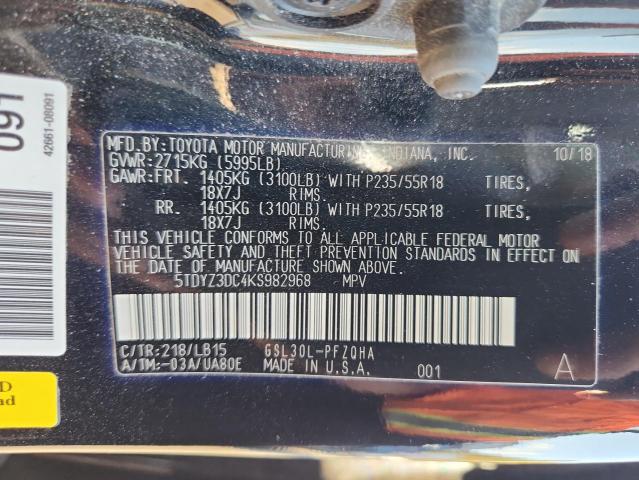 MFD.BY:TOYOTA MOTOR MANUFACTURING INDIANA, INC. 10/18
GVWR:2715KG (5995LB)
GAWR:FRT. 1405KG (3100LB) WITH P235/55R18 TIRES,
18X7J RIMS.
RR. 1405KG (3100LB) WITH P235/55R18 TIRES,
18X7J RIMS.
THIS VEHICLE CONFORMS TO ALL APPLICABLE FEDERAL MOTOR
VEHICLE SAFETY AND THEFT PREVENTION STANDARDS IN EFFECT
ON THE DATE OF MANUFACTURE SHOWN ABOVE.
5TDYZ3DC4KS982968 MPV
C/TR:218/LB15 GSL30L-PFZQHA
A/TM:-03A/UA80E MADE IN U.S.A. 001 A
091
42661-08091
D
ad